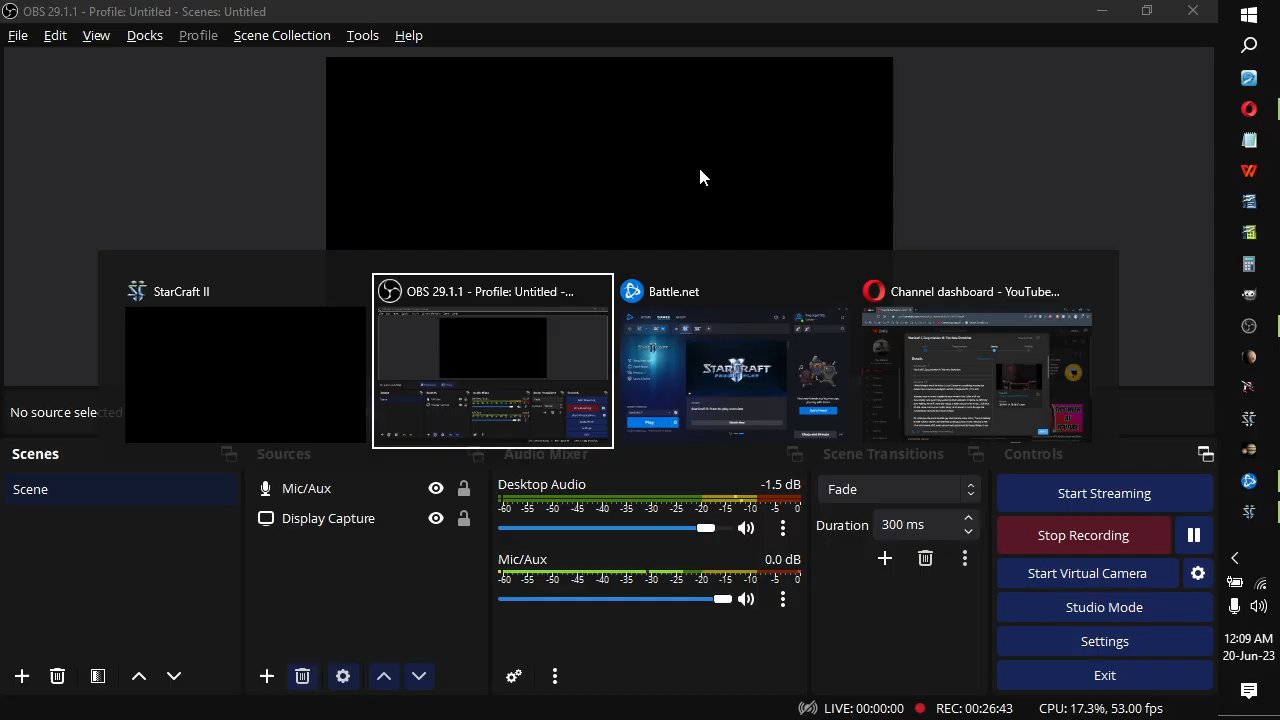 OBS 29.1.1 - Profile: Untitled - Scenes: Untitled
File Edit View Docks Profile Scene Collection Tools Help
StarCraft II
OBS 29.1.1 - Profile: Untitled -...
Battle.net
Channel dashboard - YouTube...
No source selected
Scenes
Scene
Sources
Mic/Aux
Display Capture
Audio Mixer
Desktop Audio -1.5 dB
-60 -55 -50 -45 -40 -35 -30 -25 -20 -15 -10 -5 0
Mic/Aux 0.0 dB
-60 -55 -50 -45 -40 -35 -30 -25 -20 -15 -10 -5 0
Scene Transitions
Fade
Duration 300 ms
Controls
Start Streaming
Stop Recording
Start Virtual Camera
Studio Mode
Settings
Exit
LIVE: 00:00:00 REC: 00:26:43 CPU: 17.3%, 53.00 fps
12:09 AM
20-Jun-23